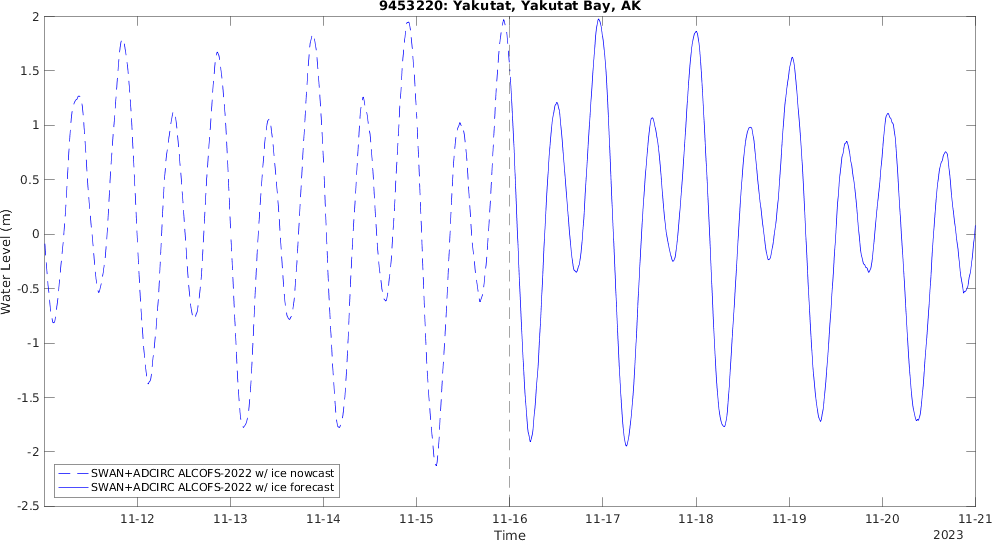 9453220: Yakutat, Yakutat Bay, AK
Water Level (m)
2
1.5
1
0.5
0
-0.5
-1
-1.5
-2
-2.5
SWAN+ADCIRC ALCOFS-2022 w/ ice nowcast
SWAN+ADCIRC ALCOFS-2022 w/ ice forecast
11-12 11-13 11-14 11-15 11-16 11-17 11-18 11-19 11-20 11-21
Time
2023